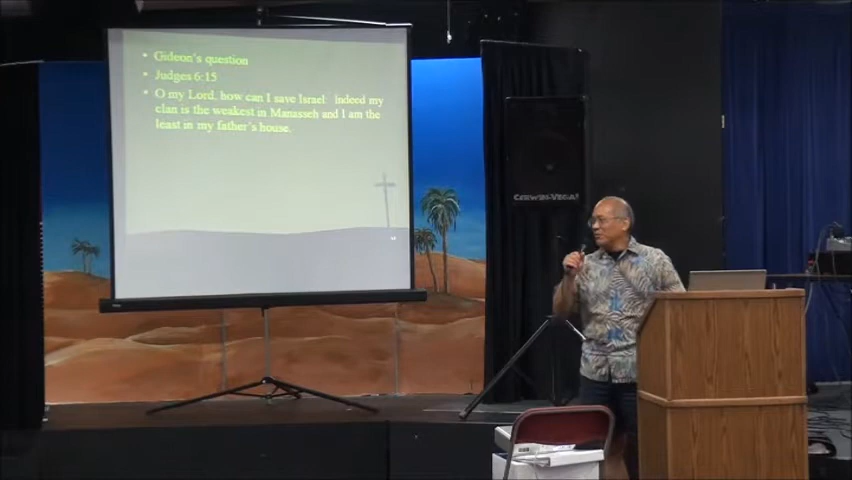 • Gideon's question
• Judges 6:15
• O my Lord, how can I save Israel indeed my
clan is the weakest in Manasseh and I am the
least in my father's house.
CERWIN-VEGA!